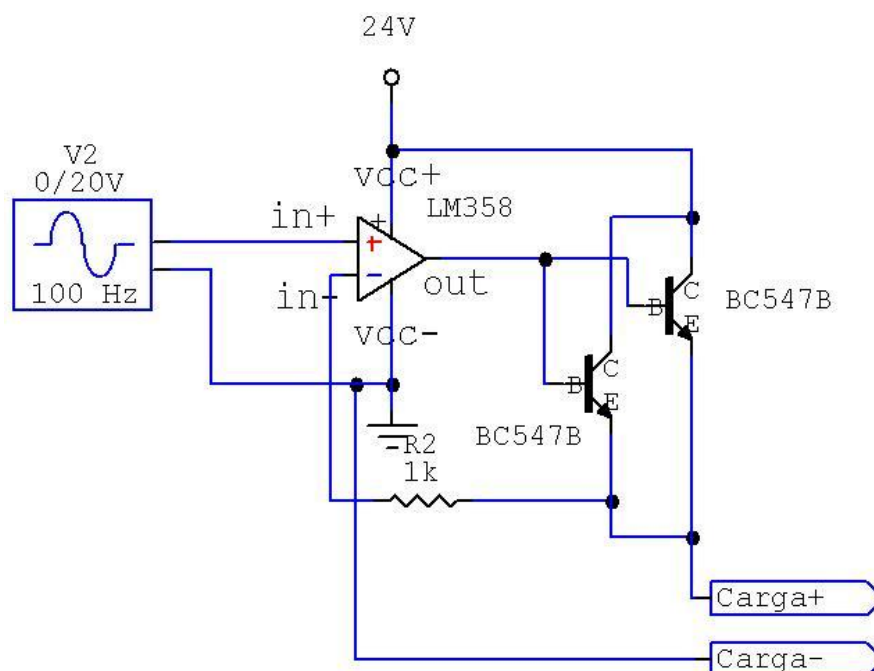 24V
V2
0/20V
100 Hz
in+
vcc+
LM358
+
+
-
in-
out
vcc-
B
C
E
BC547B
B
C
E
BC547B
R2
1k
Carga+
Carga-